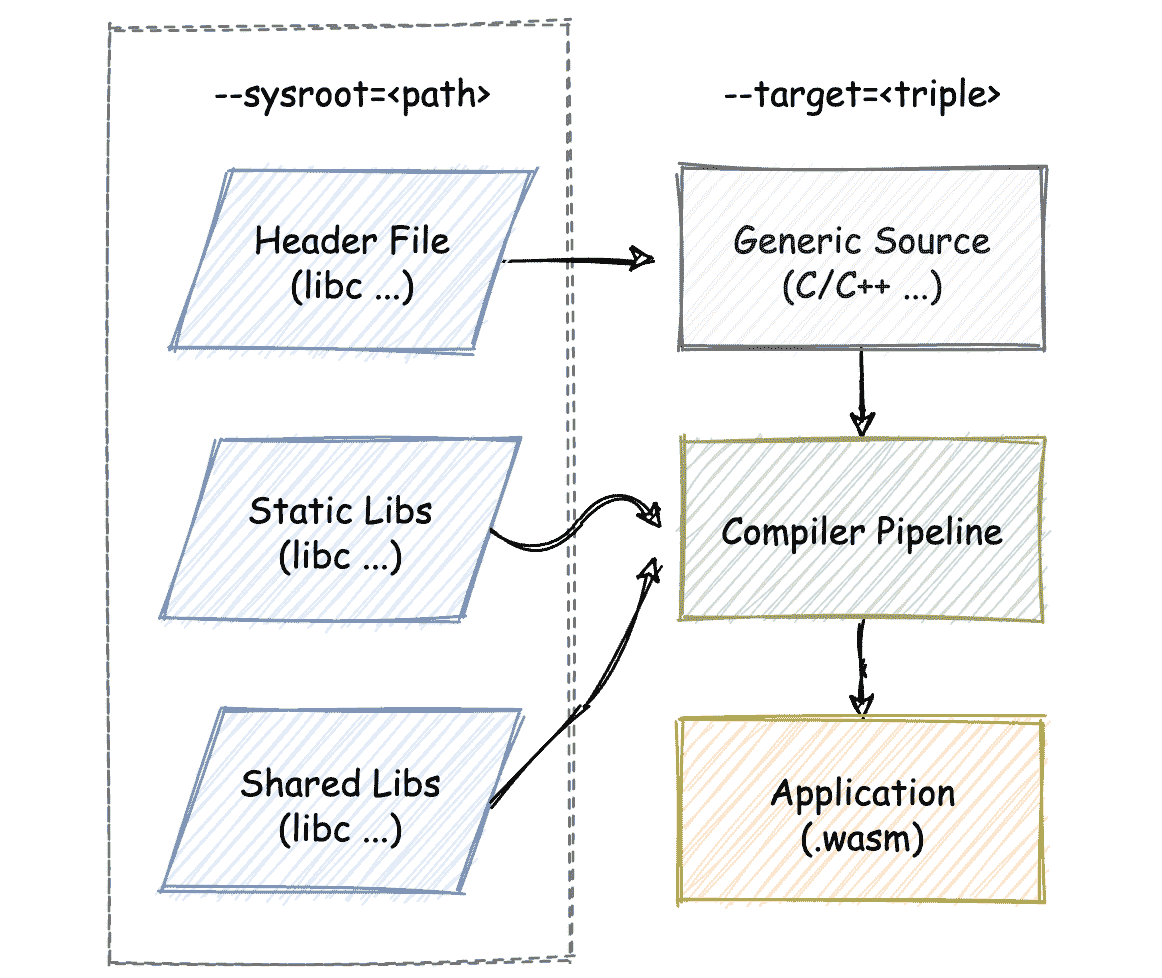 --sysroot=<path>
--target=<triple>
Header File
(libc ...)
Generic Source
(C/C++ ...)
Static Libs
(libc ...)
Compiler Pipeline
Shared Libs
(libc ...)
Application
(.wasm)